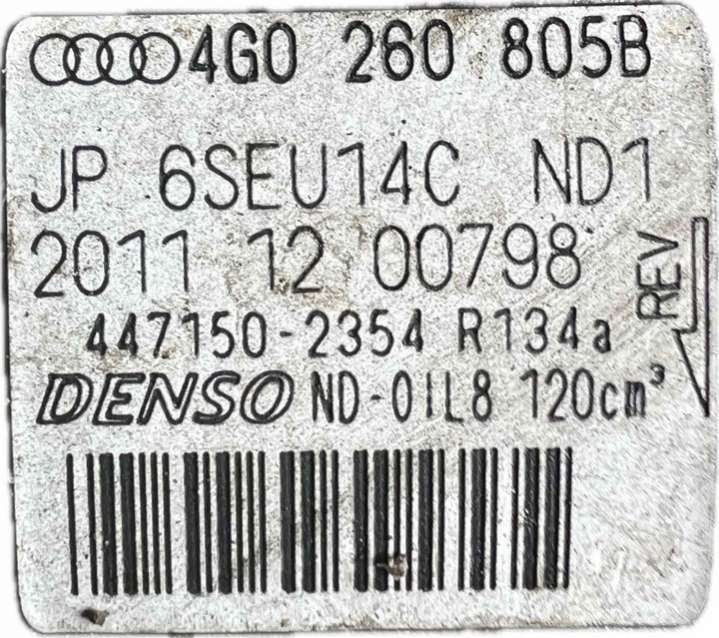 4G0 260 805B
JP 6SEU14C ND1
2011 12 00798
REV
447150-2354 R134a
DENSO ND-OIL8 120cm³